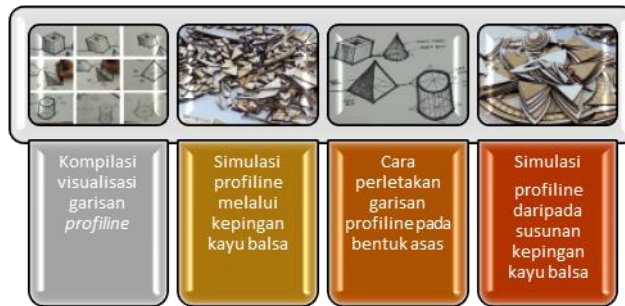 Kompilasi
visualisasi
garisan
profiline
Simulasi
profiline
melalui
kepingan
kayu balsa
Cara
perletakan
garisan
profiline pada
bentuk asas
Simulasi
profiline
daripada
susunan
kepingan
kayu balsa